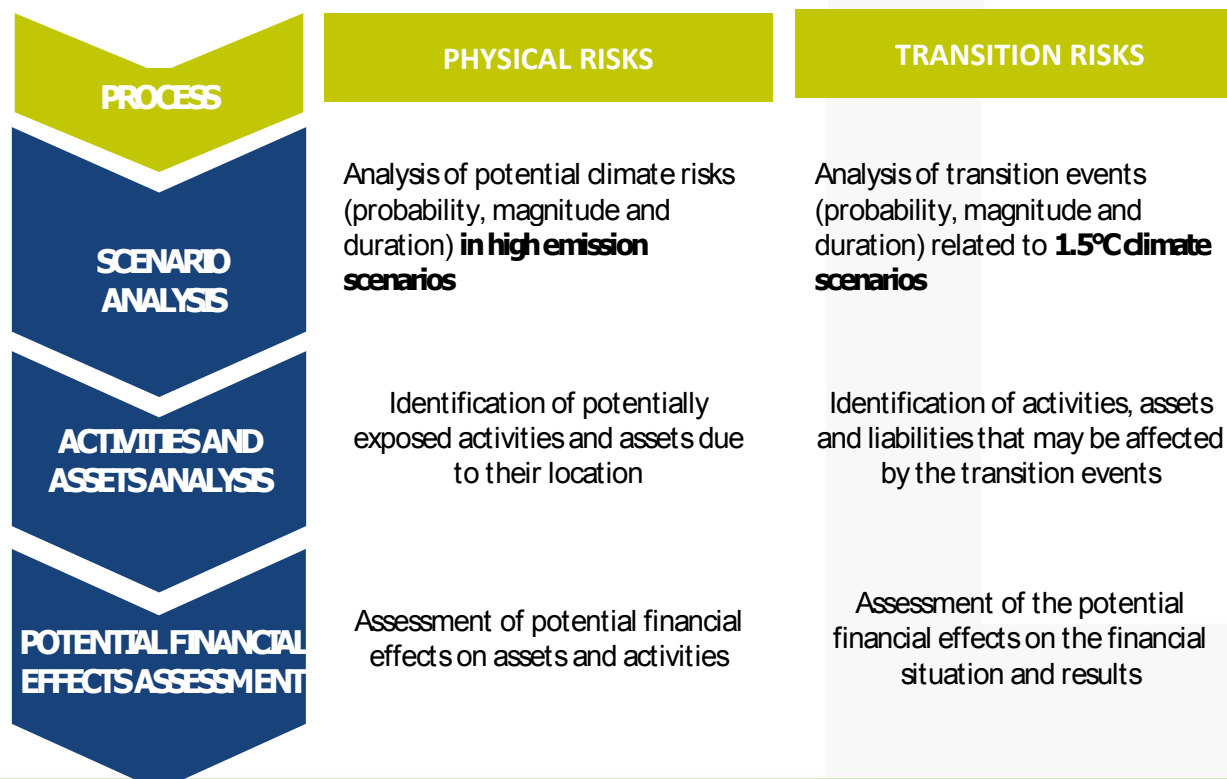 PROCESS
PHYSICAL RISKS
TRANSITION RISKS
SCENARIO
ANALYSIS
Analysis of potential climate risks
(probability, magnitude and
duration) in high emission
scenarios
Analysis of transition events
(probability, magnitude and
duration) related to 1.5°C climate
scenarios
ACTIVITIES AND
ASSETS ANALYSIS
Identification of potentially
exposed activities and assets due
to their location
Identification of activities, assets
and liabilities that may be affected
by the transition events
POTENTIAL FINANCIAL
EFFECTS ASSESSMENT
Assessment of potential financial
effects on assets and activities
Assessment of the potential
financial effects on the financial
situation and results